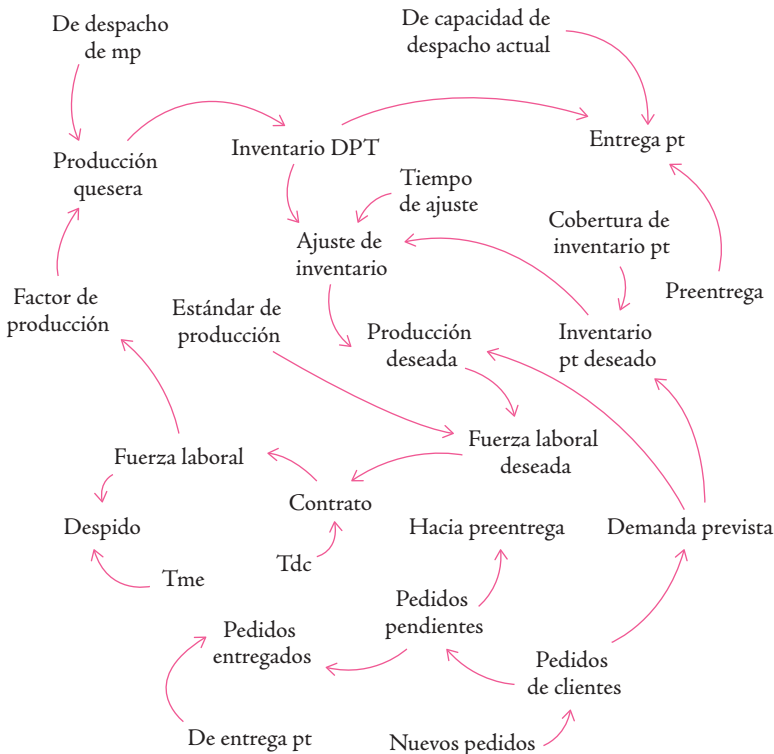 De despacho
de mp
De capacidad de
despacho actual
Producción
quesera
Inventario DPT
Entrega pt
Tiempo
de ajuste
Ajuste de
inventario
Cobertura de
inventario pt
Preentrega
Factor de
producción
Estándar de
producción
Producción
deseada
Inventario
pt deseado
Fuerza laboral
Fuerza laboral
deseada
Contrato
Despido
Hacia preentrega
Demanda prevista
Tdc
Tme
Pedidos
pendientes
Pedidos
entregados
Pedidos
de clientes
De entrega pt
Nuevos pedidos